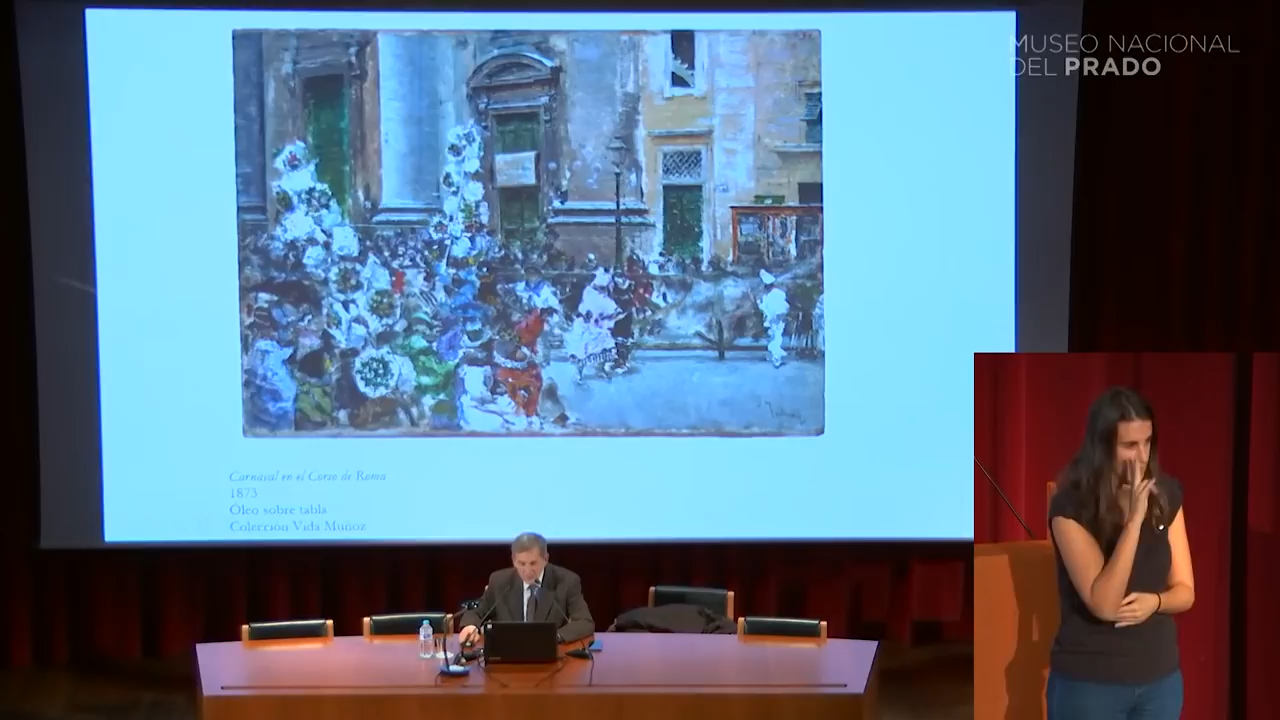 MUSEO NACIONAL
DEL PRADO
Carnaval en el Corso de Roma
1873
Óleo sobre tabla
Colección Vida Muñoz